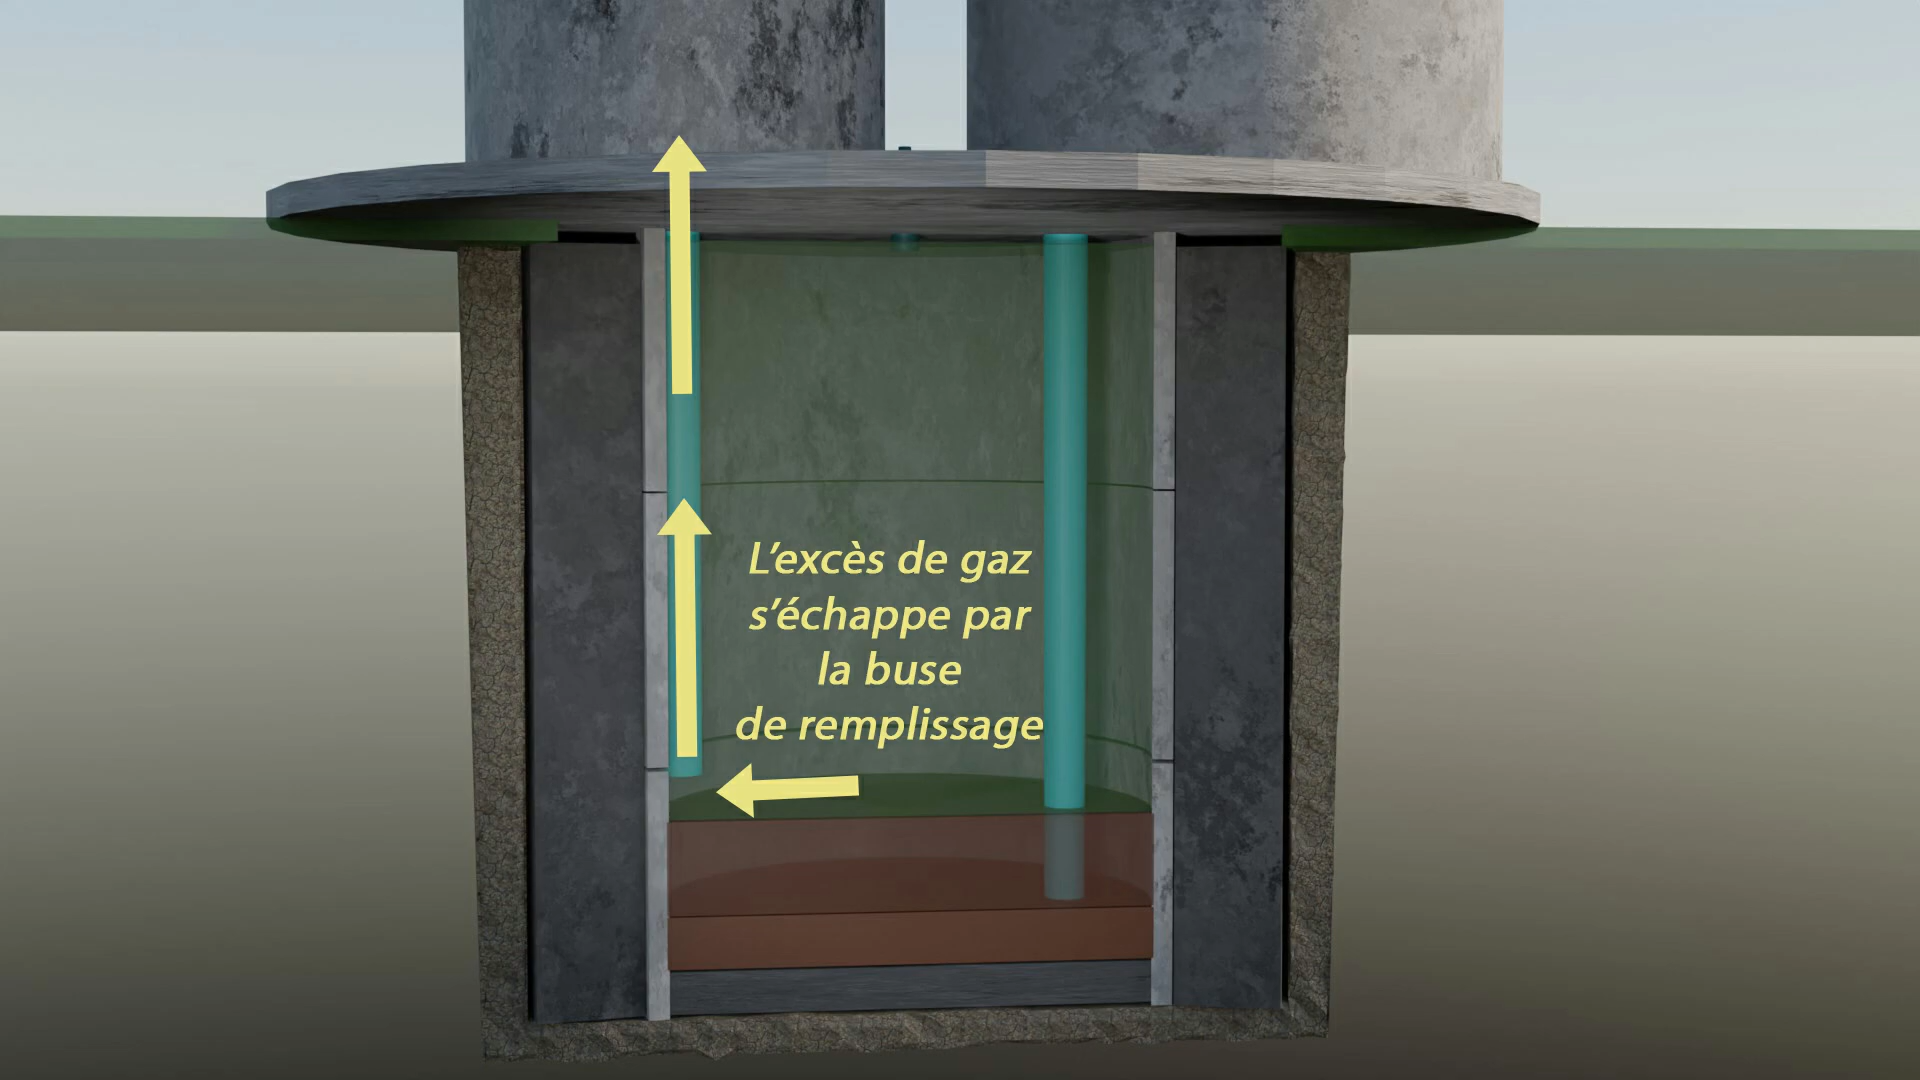 L’excès de gaz
s’échappe par
la buse
de remplissage